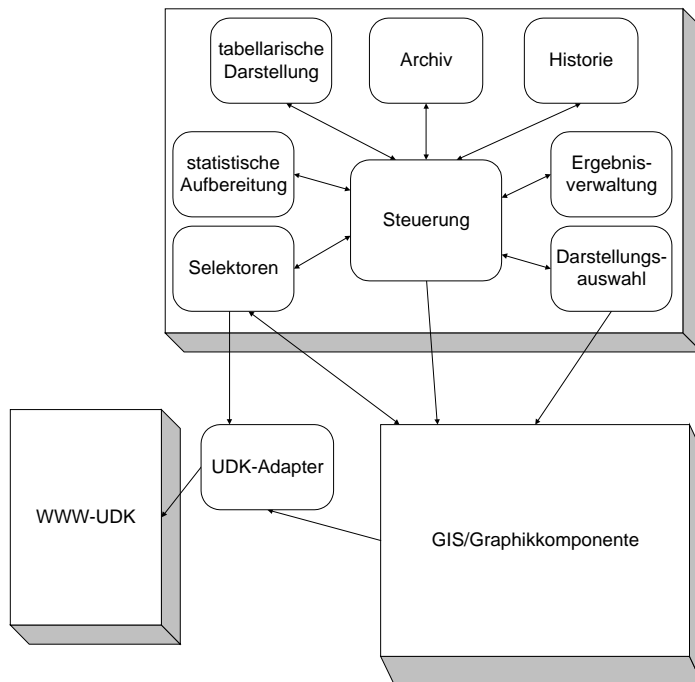 tabellarische
Darstellung
Archiv
Historie
statistische
Aufbereitung
Steuerung
Ergebnis-
verwaltung
Selektoren
Darstellungs-
auswahl
UDK-Adapter
WWW-UDK
GIS/Graphikkomponente